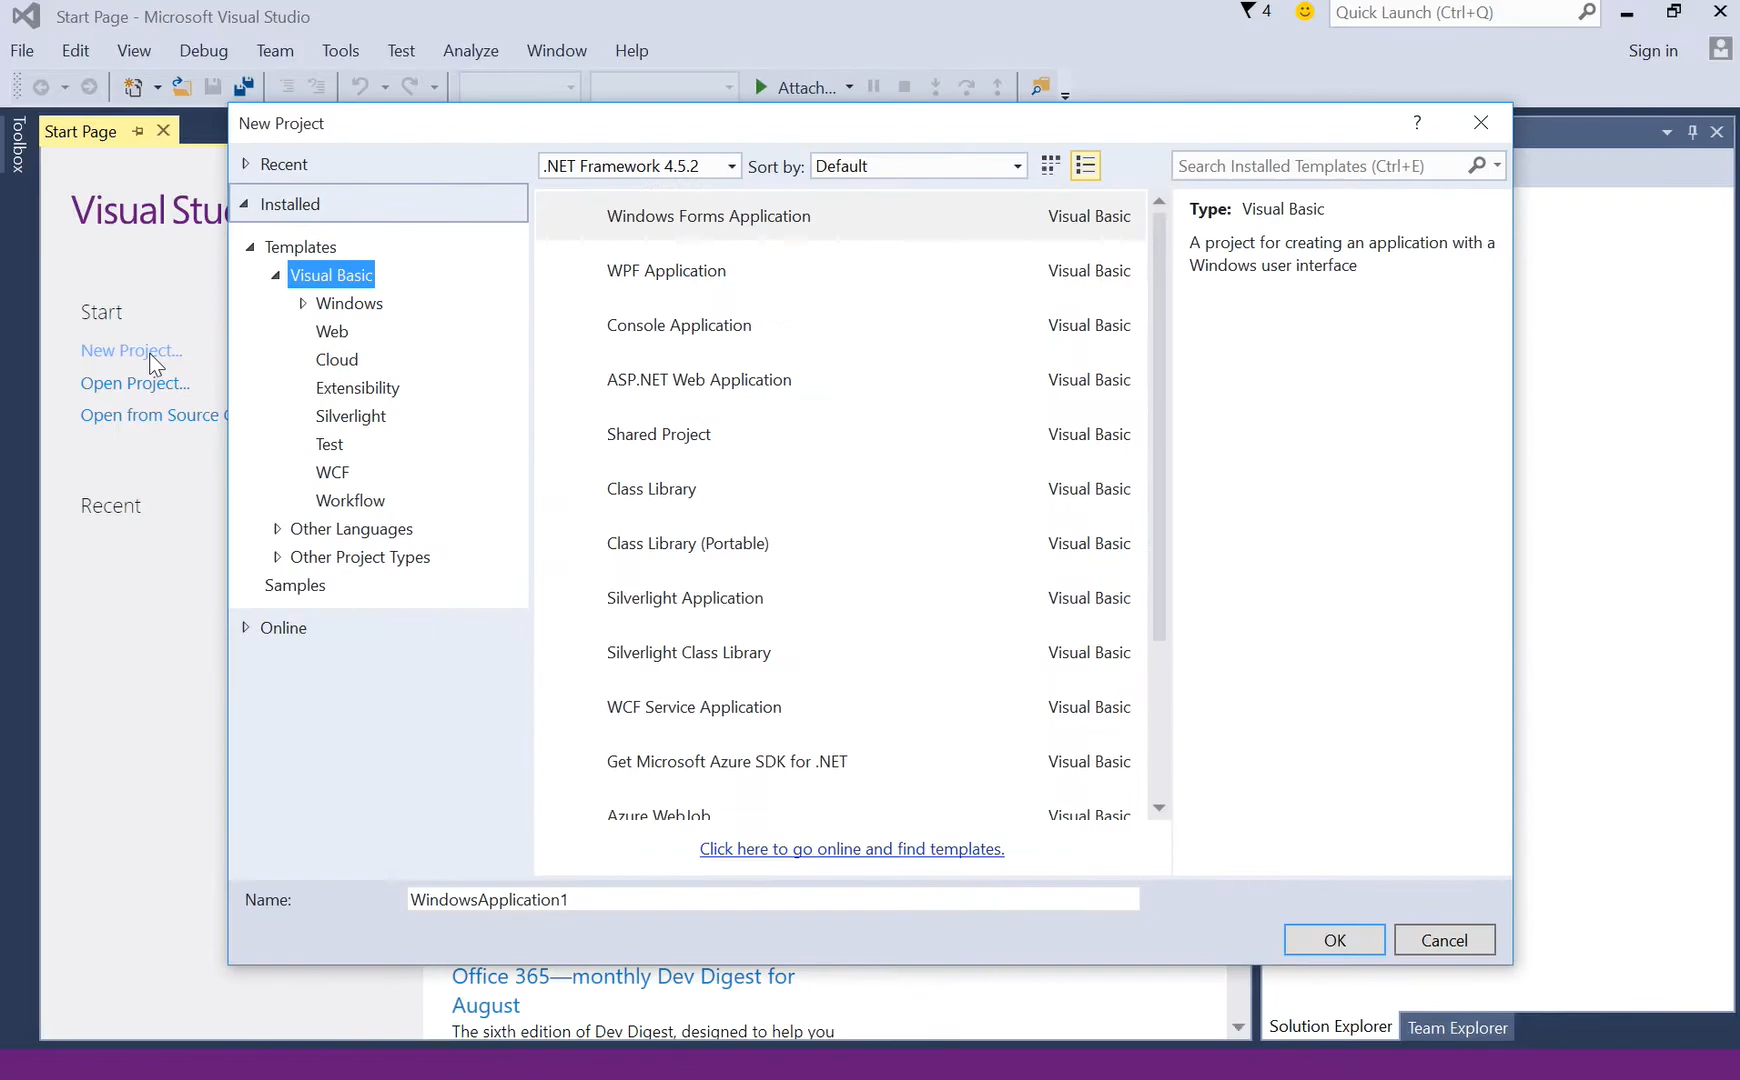 Start Page - Microsoft Visual Studio
4
Quick Launch (Ctrl+Q)
File Edit View Debug Team Tools Test Analyze Window Help
Sign in
Attach...
Toolbox
Start Page
Visual Stu
Start
New Project...
Open Project...
Open from Source
Recent
New Project
?
Recent
Installed
Templates
Visual Basic
Windows
Web
Cloud
Extensibility
Silverlight
Test
WCF
Workflow
Other Languages
Other Project Types
Samples
Online
.NET Framework 4.5.2 Sort by: Default
Search Installed Templates (Ctrl+E)
Windows Forms Application Visual Basic
WPF Application Visual Basic
Console Application Visual Basic
ASP.NET Web Application Visual Basic
Shared Project Visual Basic
Class Library Visual Basic
Class Library (Portable) Visual Basic
Silverlight Application Visual Basic
Silverlight Class Library Visual Basic
WCF Service Application Visual Basic
Get Microsoft Azure SDK for .NET Visual Basic
Azure WebJob Visual Basic
Click here to go online and find templates.
Type: Visual Basic
A project for creating an application with a
Windows user interface
Name: WindowsApplication1
OK Cancel
Office 365—monthly Dev Digest for
August
The sixth edition of Dev Digest, designed to help you
Solution Explorer Team Explorer